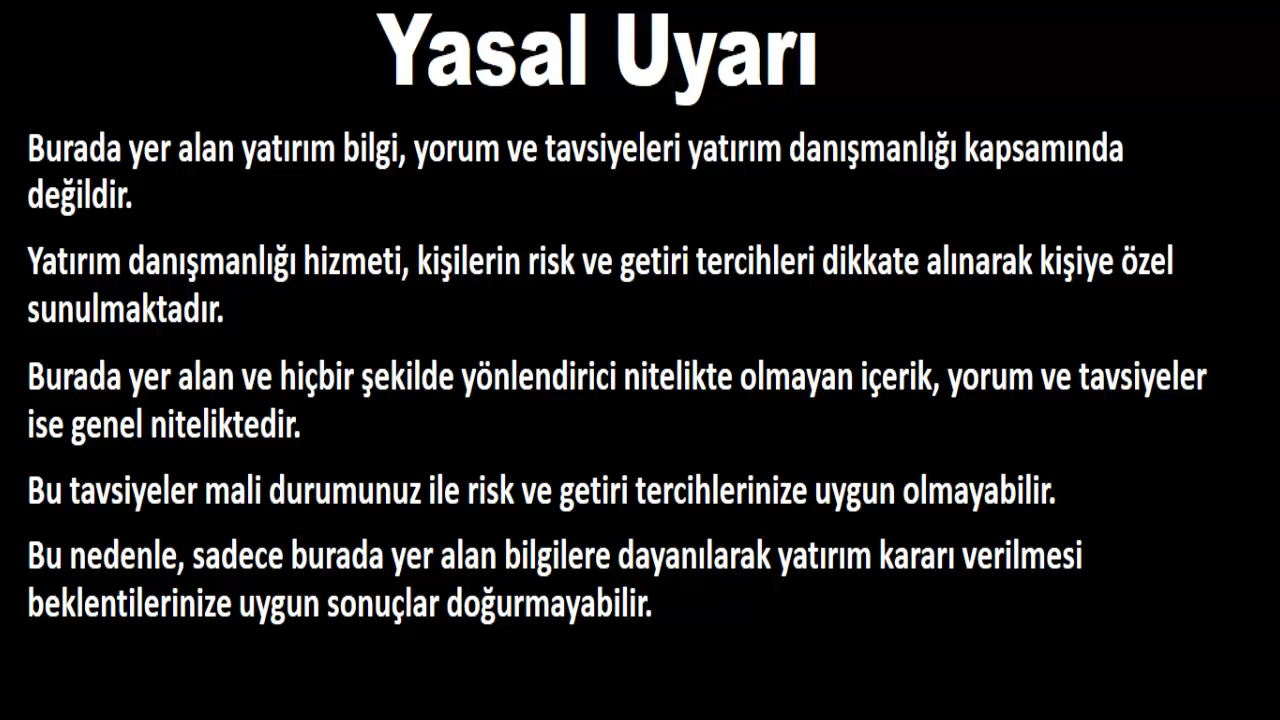 Yasal Uyarı
Burada yer alan yatırım bilgi, yorum ve tavsiyeleri yatırım danışmanlığı kapsamında
değildir.
Yatırım danışmanlığı hizmeti, kişilerin risk ve getiri tercihleri dikkate alınarak kişiye özel
sunulmaktadır.
Burada yer alan ve hiçbir şekilde yönlendirici nitelikte olmayan içerik, yorum ve tavsiyeler
ise genel niteliktedir.
Bu tavsiyeler mali durumunuz ile risk ve getiri tercihlerinize uygun olmayabilir.
Bu nedenle, sadece burada yer alan bilgilere dayanılarak yatırım kararı verilmesi
beklentilerinize uygun sonuçlar doğurmayabilir.